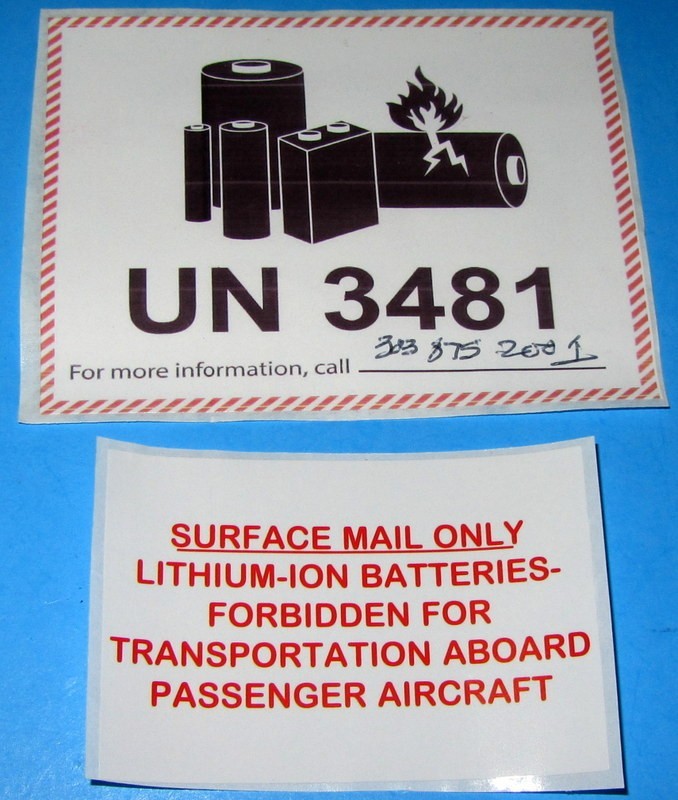 UN 3481
For more information, call 303 875 2001
SURFACE MAIL ONLY
LITHIUM-ION BATTERIES-
FORBIDDEN FOR
TRANSPORTATION ABOARD
PASSENGER AIRCRAFT